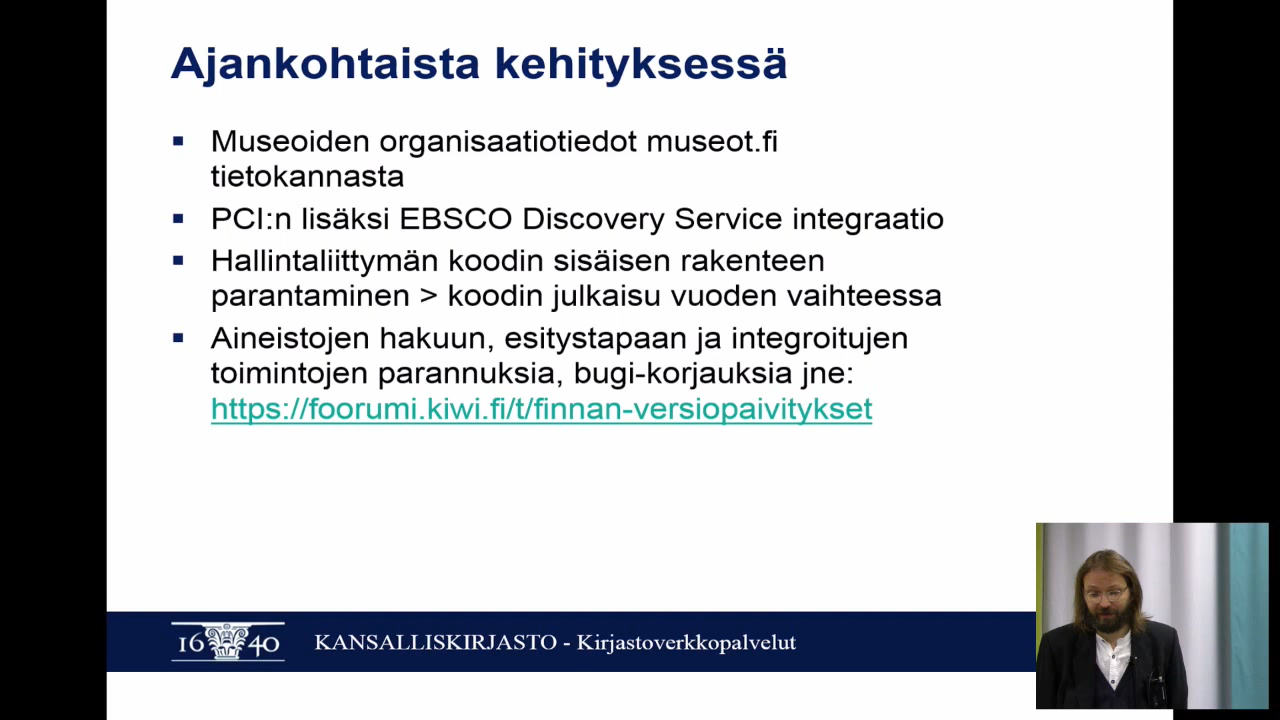 Ajankohtaista kehityksessä
Museoiden organisaatiotiedot museot.fi
tietokannasta
PCI:n lisäksi EBSCO Discovery Service integraatio
Hallintaliittymän koodin sisäisen rakenteen
parantaminen > koodin julkaisu vuoden vaihteessa
Aineistojen hakuun, esitystapaan ja integroitujen
toimintojen parannuksia, bugi-korjauksia jne:
https://foorumi.kiwi.fi/t/finnan-versiopaivitykset
1640
KANSALLISKIRJASTO - Kirjastoverkkopalvelut